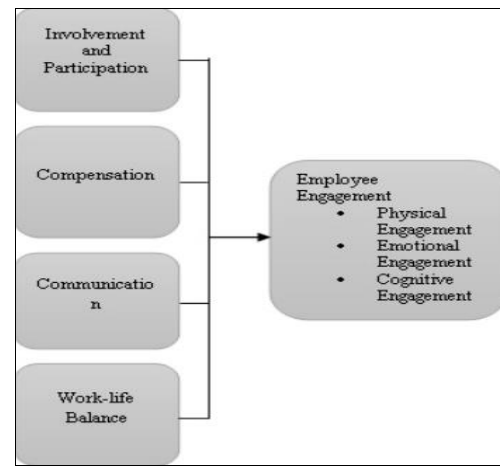 Involvement
and
Participation
Compensation
Communicatio
n
Work-life
Balance
Employee
Engagement
• Physical
Engagement
• Emotional
Engagement
• Cognitive
Engagement